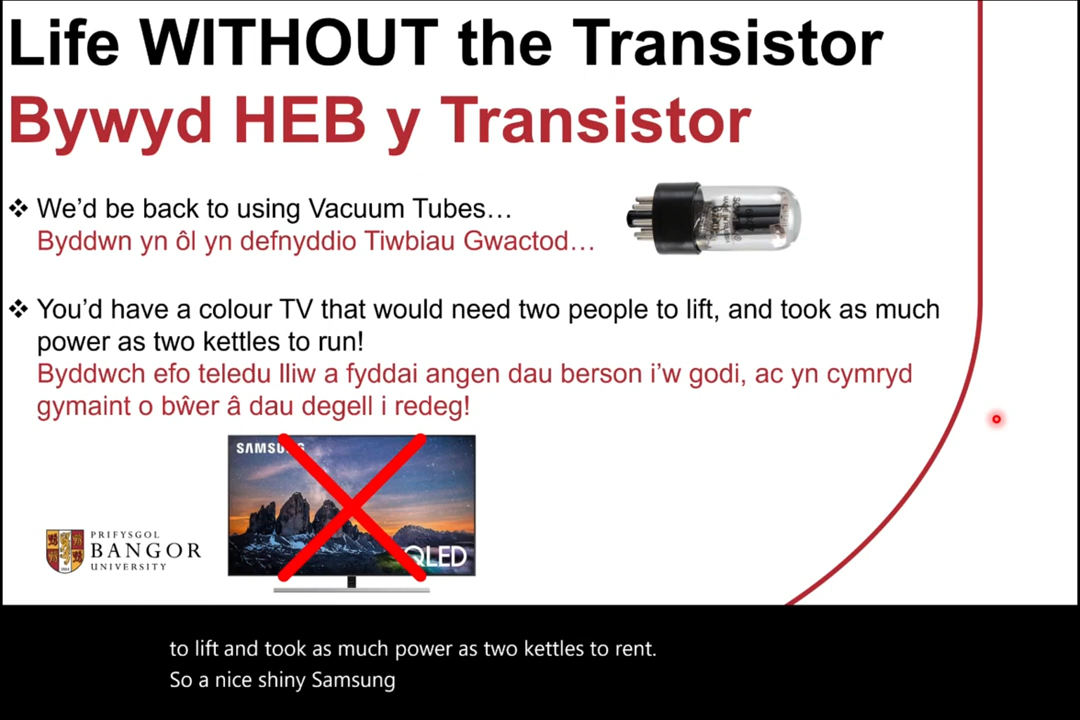 Life WITHOUT the Transistor
Bywyd HEB y Transistor
❖ We’d be back to using Vacuum Tubes…
Byddwn yn ôl yn defnyddio Tiwbiau Gwactod…
❖ You’d have a colour TV that would need two people to lift, and took as much
power as two kettles to run!
Byddwch efo teledu lliw a fyddai angen dau berson i’w godi, ac yn cymryd
gymaint o bŵer â dau degell i redeg!
SAMSUNG
QLED
PRIFYSGOL
BANGOR
UNIVERSITY
to lift and took as much power as two kettles to rent.
So a nice shiny Samsung